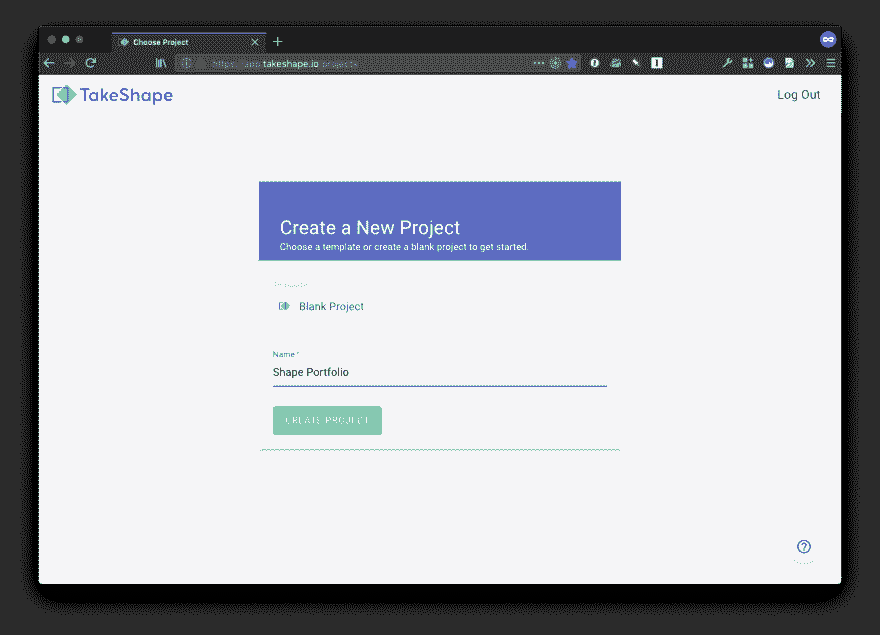 Choose Project
https://app.takeshape.io/projects
TakeShape
Log Out
Create a New Project
Choose a template or create a blank project to get started.
Blank Project
Name *
Shape Portfolio
CREATE PROJECT